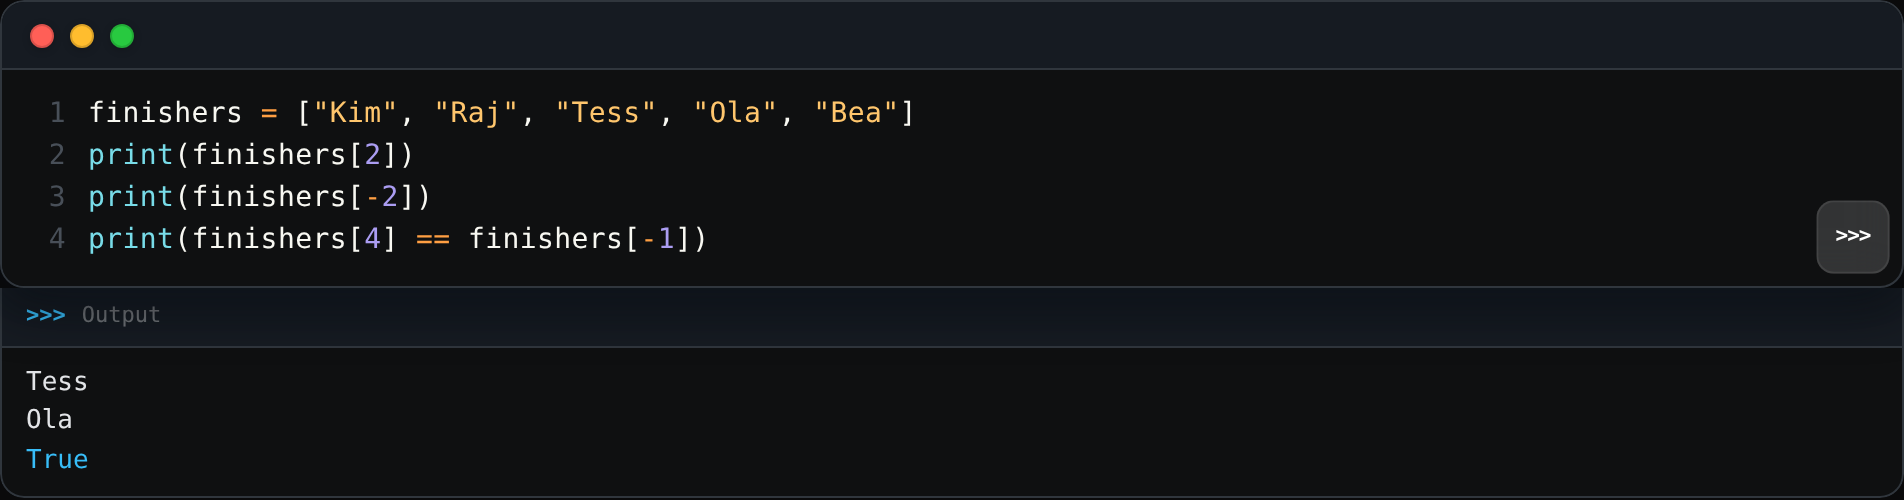 1 finishers = ["Kim", "Raj", "Tess", "Ola", "Bea"]
2 print(finishers[2])
3 print(finishers[-2])
4 print(finishers[4] == finishers[-1])
>>>
>>> Output
Tess
Ola
True